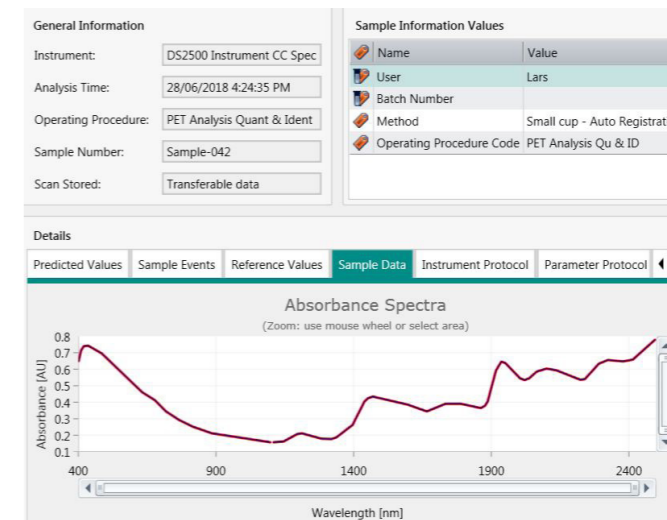 General Information
Instrument: DS2500 Instrument CC Spec
Analysis Time: 28/06/2018 4:24:35 PM
Operating Procedure: PET Analysis Quant & Ident
Sample Number: Sample-042
Scan Stored: Transferable data
Sample Information Values
Name Value
User Lars
Batch Number
Method Small cup - Auto Registrat
Operating Procedure Code PET Analysis Qu & ID
Details
Predicted Values Sample Events Reference Values Sample Data Instrument Protocol Parameter Protocol
Absorbance Spectra
(Zoom: use mouse wheel or select area)
Absorbance [AU]
0.8
0.7
0.6
0.5
0.4
0.3
0.2
0.1
400 900 1400 1900 2400
Wavelength [nm]